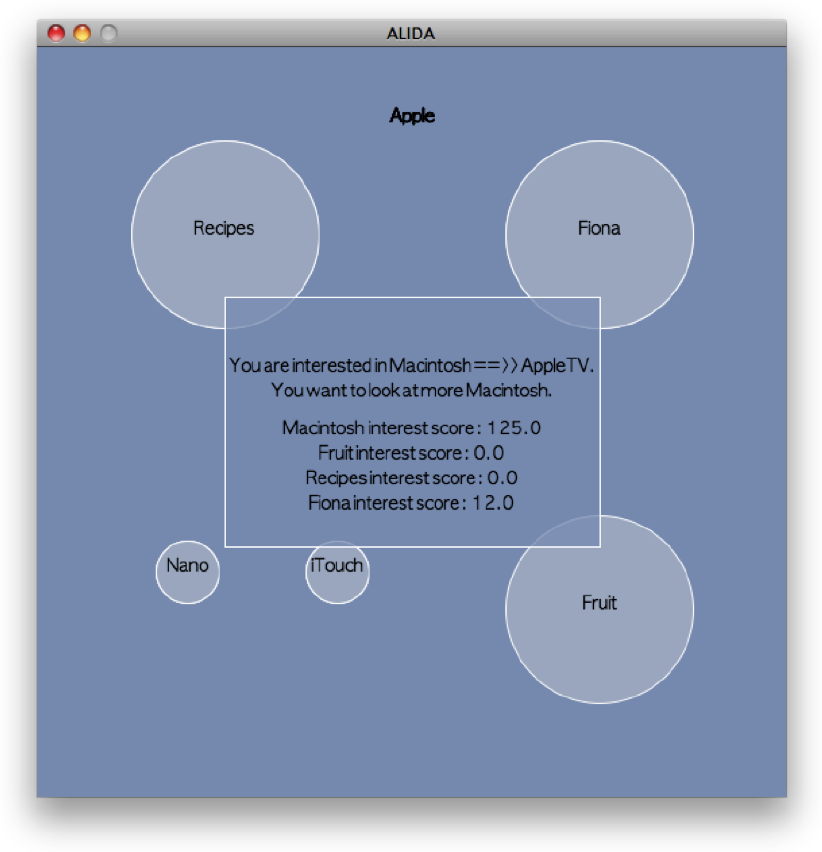 ALIDA
Apple
Recipes
Fiona
You are interested in Macintosh ==>> AppleTV.
You want to look at more Macintosh.
Macintosh interest score : 125.0
Fruit interest score : 0.0
Recipes interest score : 0.0
Fiona interest score : 12.0
Nano
iTouch
Fruit